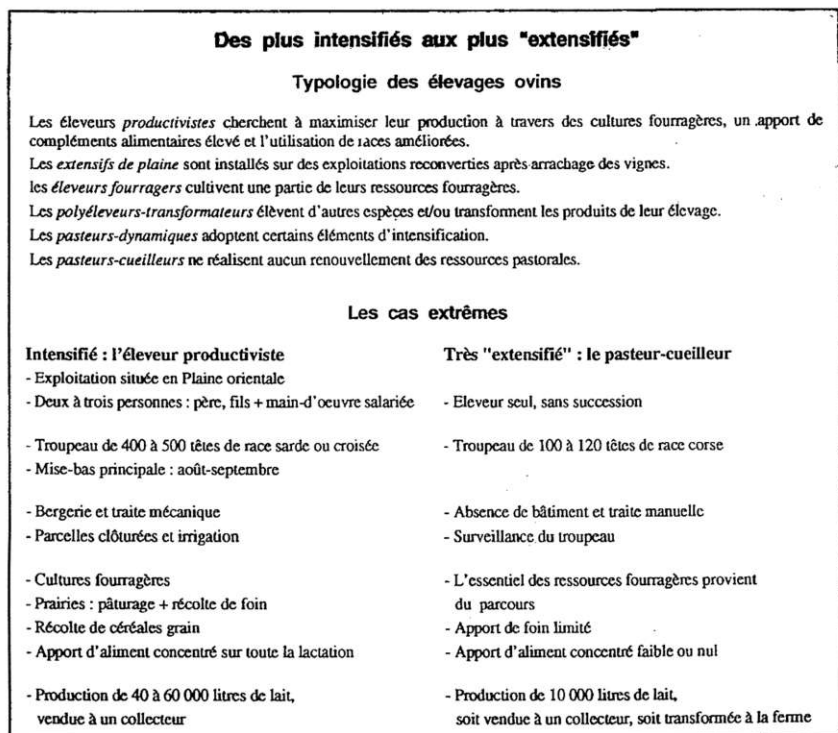 Des plus intensifiés aux plus "extensifiés"
Typologie des élevages ovins
Les éleveurs productivistes cherchent à maximiser leur production à travers des cultures fourragères, un apport de
compléments alimentaires élevé et l'utilisation de races améliorées.
Les extensifs de plaine sont installés sur des exploitations reconverties après arrachage des vignes.
les éleveurs fourragers cultivent une partie de leurs ressources fourragères.
Les polyéleveurs-transformateurs élèvent d'autres espèces et/ou transforment les produits de leur élevage.
Les pasteurs-dynamiques adoptent certains éléments d'intensification.
Les pasteurs-cueilleurs ne réalisent aucun renouvellement des ressources pastorales.
Les cas extrêmes
Intensifié : l'éleveur productiviste
- Exploitation située en Plaine orientale
- Deux à trois personnes : père, fils + main-d'oeuvre salariée
- Troupeau de 400 à 500 têtes de race sarde ou croisée
- Mise-bas principale : août-septembre
- Bergerie et traite mécanique
- Parcelles clôturées et irrigation
- Cultures fourragères
- Prairies : pâturage + récolte de foin
- Récolte de céréales grain
- Apport d'aliment concentré sur toute la lactation
- Production de 40 à 60 000 litres de lait,
vendue à un collecteur
Très "extensifié" : le pasteur-cueilleur
- Eleveur seul, sans succession
- Troupeau de 100 à 120 têtes de race corse
- Absence de bâtiment et traite manuelle
- Surveillance du troupeau
- L'essentiel des ressources fourragères provient
du parcours
- Apport de foin limité
- Apport d'aliment concentré faible ou nul
- Production de 10 000 litres de lait,
soit vendue à un collecteur, soit transformée à la ferme